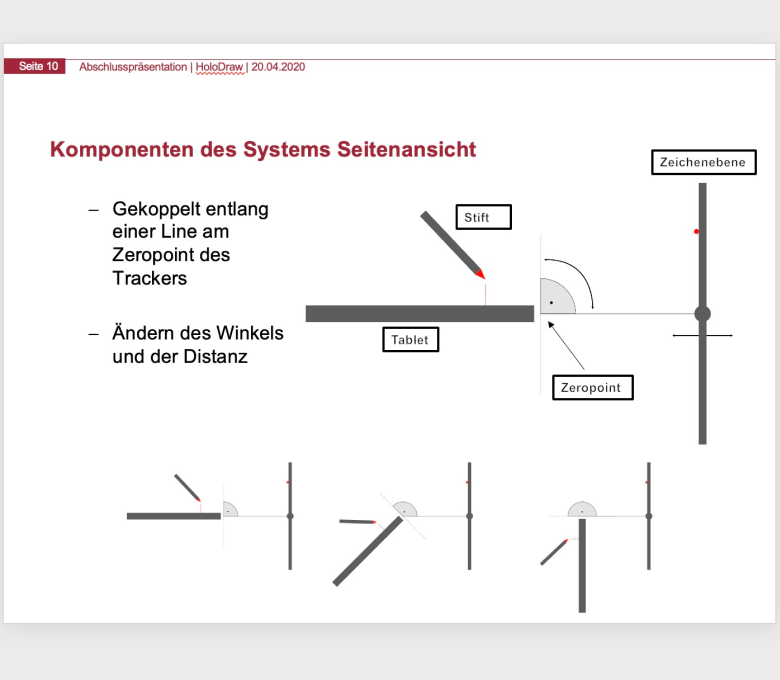 Seite 10 Abschlusspräsentation | HoloDraw | 20.04.2020
Komponenten des Systems Seitenansicht
Zeichenebene
– Gekoppelt entlang
einer Line am
Zeropoint des
Trackers
Stift
– Ändern des Winkels
und der Distanz
Tablet
Zeropoint